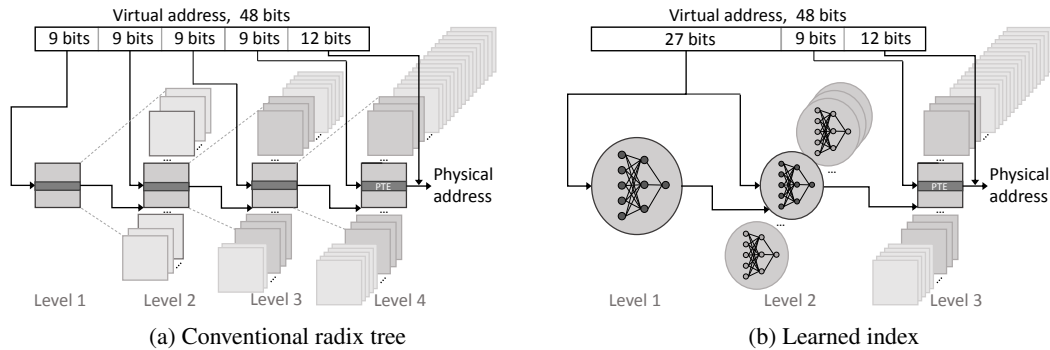 Virtual address, 48 bits
9 bits 9 bits 9 bits 9 bits 12 bits
...
...
...
PTE
Physical
address
...
...
...
Level 1 Level 2 Level 3 Level 4
(a) Conventional radix tree
Virtual address, 48 bits
27 bits 9 bits 12 bits
...
...
PTE
Physical
address
...
...
Level 1 Level 2 Level 3
(b) Learned index